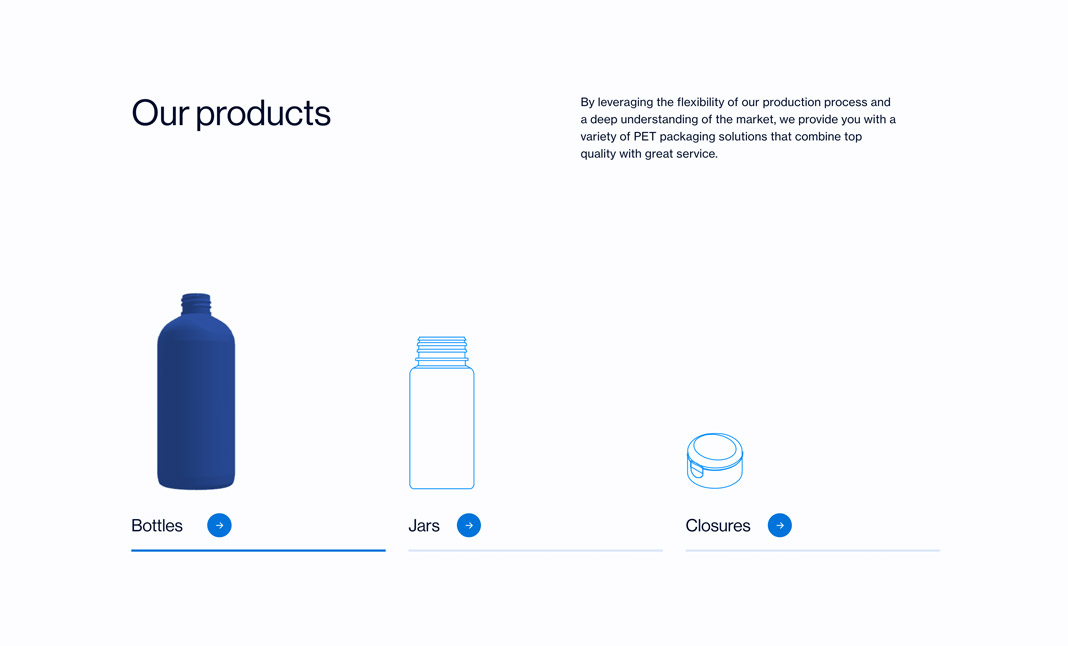 Our products
By leveraging the flexibility of our production process and
a deep understanding of the market, we provide you with a
variety of PET packaging solutions that combine top
quality with great service.
Bottles
Jars
Closures